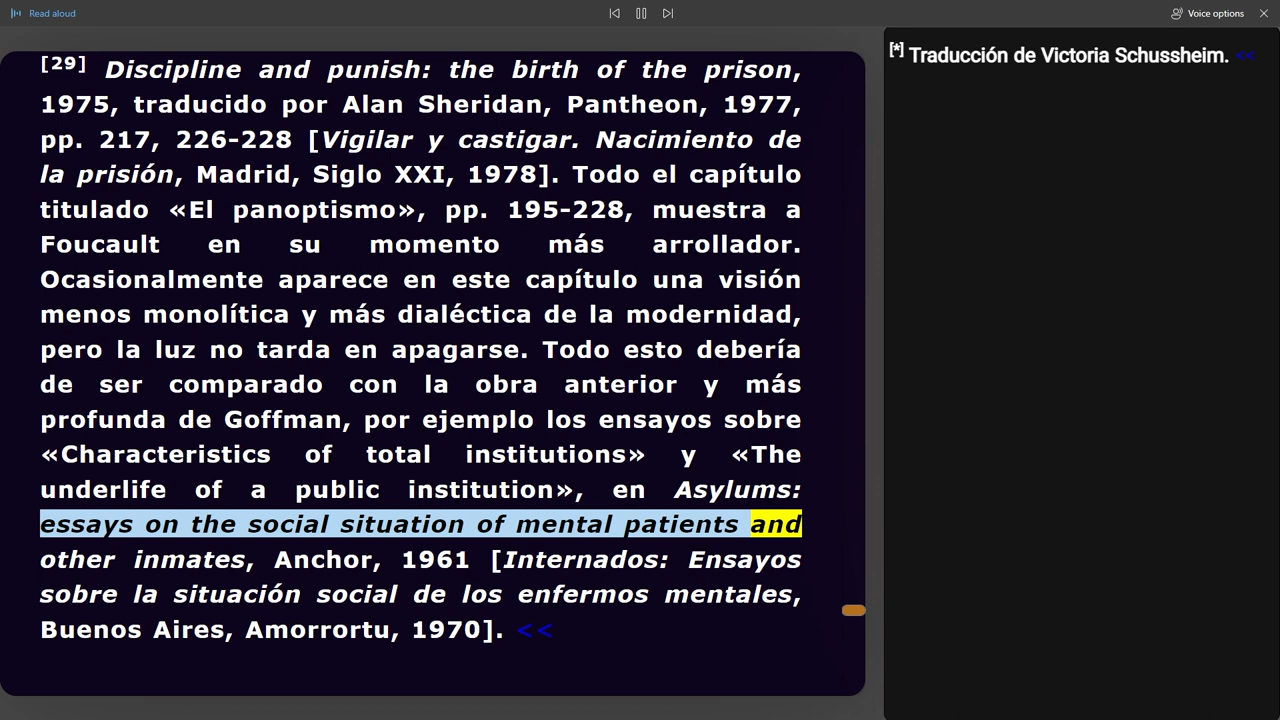 Read aloud
Voice options
[29] Discipline and punish: the birth of the prison,
1975, traducido por Alan Sheridan, Pantheon, 1977,
pp. 217, 226-228 [Vigilar y castigar. Nacimiento de
la prisión, Madrid, Siglo XXI, 1978]. Todo el capítulo
titulado «El panoptismo», pp. 195-228, muestra a
Foucault en su momento más arrollador.
Ocasionalmente aparece en este capítulo una visión
menos monolítica y más dialéctica de la modernidad,
pero la luz no tarda en apagarse. Todo esto debería
de ser comparado con la obra anterior y más
profunda de Goffman, por ejemplo los ensayos sobre
«Characteristics of total institutions» y «The
underlife of a public institution», en Asylums:
essays on the social situation of mental patients and
other inmates, Anchor, 1961 [Internados: Ensayos
sobre la situación social de los enfermos mentales,
Buenos Aires, Amorrortu, 1970]. <<
[*] Traducción de Victoria Schussheim. <<